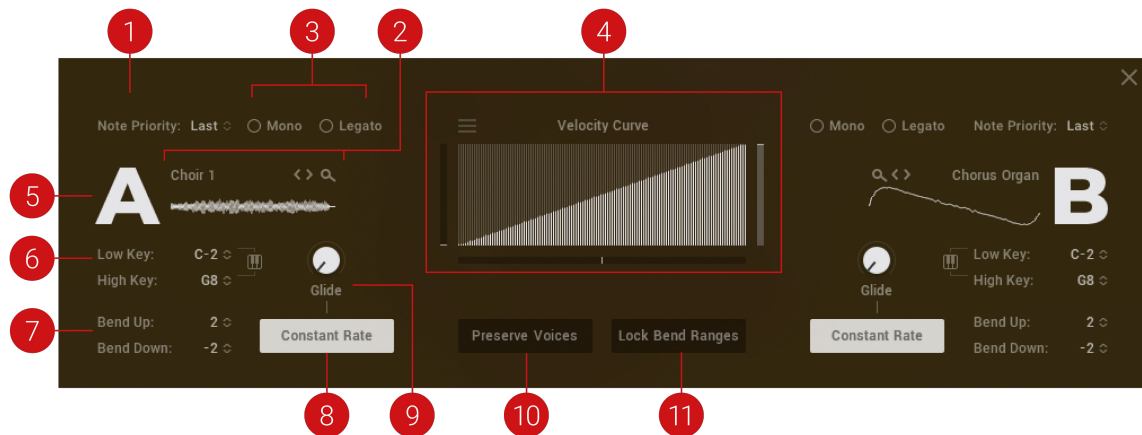 1
3
2
4
Note Priority: Last
Mono
Legato
Velocity Curve
Mono
Legato
Note Priority: Last
5
A
Choir 1
Chorus Organ
B
6
Low Key: C-2
High Key: G8
Glide
Glide
Low Key: C-2
High Key: G8
7
Bend Up: 2
Bend Down: -2
Constant Rate
Preserve Voices
Lock Bend Ranges
Constant Rate
Bend Up: 2
Bend Down: -2
8
9
10
11